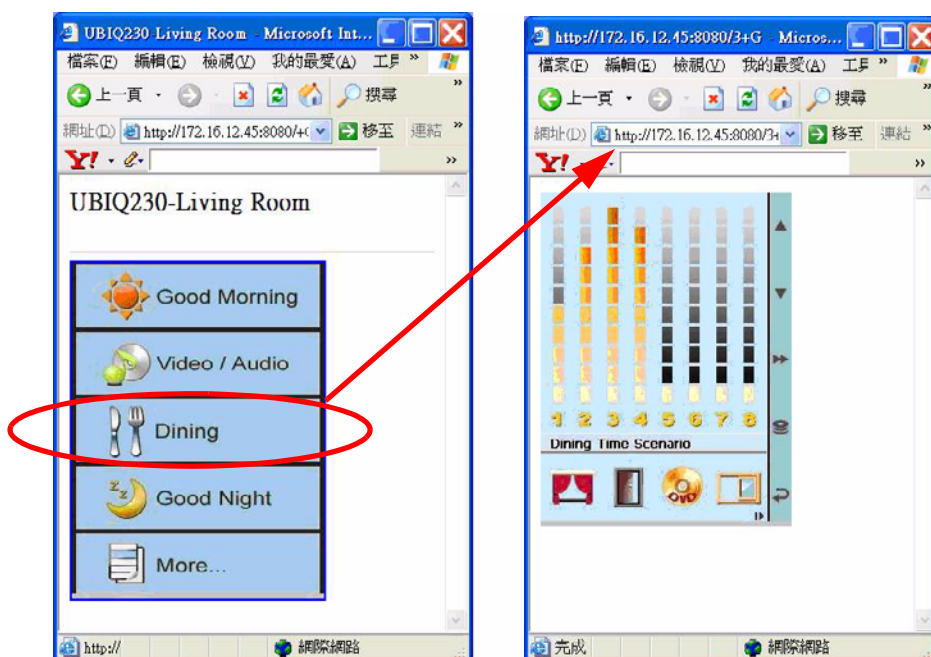 UBIQ230-Living Room - Microsoft Int...
檔案(F) 編輯(E) 檢視(V) 我的最愛(A) 工具 »
上一頁 搜尋 »
網址(D) http://172.16.12.45:8080/+G 移至 連結 »
Y! »
UBIQ230-Living Room
Good Morning
Video / Audio
Dining
Good Night
More...
http:// 網際網路
http://172.16.12.45:8080/3+G - Micros...
檔案(F) 編輯(E) 檢視(V) 我的最愛(A) 工具 »
上一頁 搜尋 »
網址(D) http://172.16.12.45:8080/3+ 移至 連結 »
Y! »
1 2 3 4 5 6 7 8
Dining Time Scenario
DVD
完成 網際網路